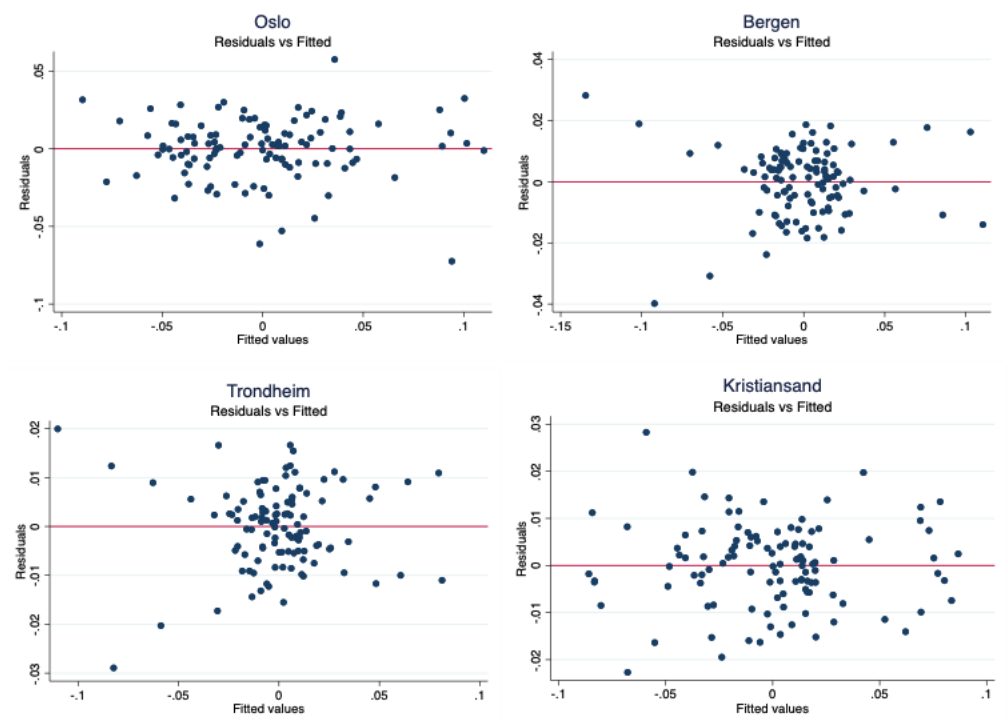 Oslo
Residuals vs Fitted
.05
0
-.05
-.1
Residuals
-.1 -.05 0 .05 .1
Fitted values
Bergen
Residuals vs Fitted
.04
.02
0
-.02
-.04
Residuals
-.15 -.1 -.05 0 .05 .1
Fitted values
Trondheim
Residuals vs Fitted
.02
.01
0
-.01
-.02
-.03
Residuals
-.1 -.05 0 .05 .1
Fitted values
Kristiansand
Residuals vs Fitted
.03
.02
.01
0
-.01
-.02
Residuals
-.1 -.05 0 .05 .1
Fitted values